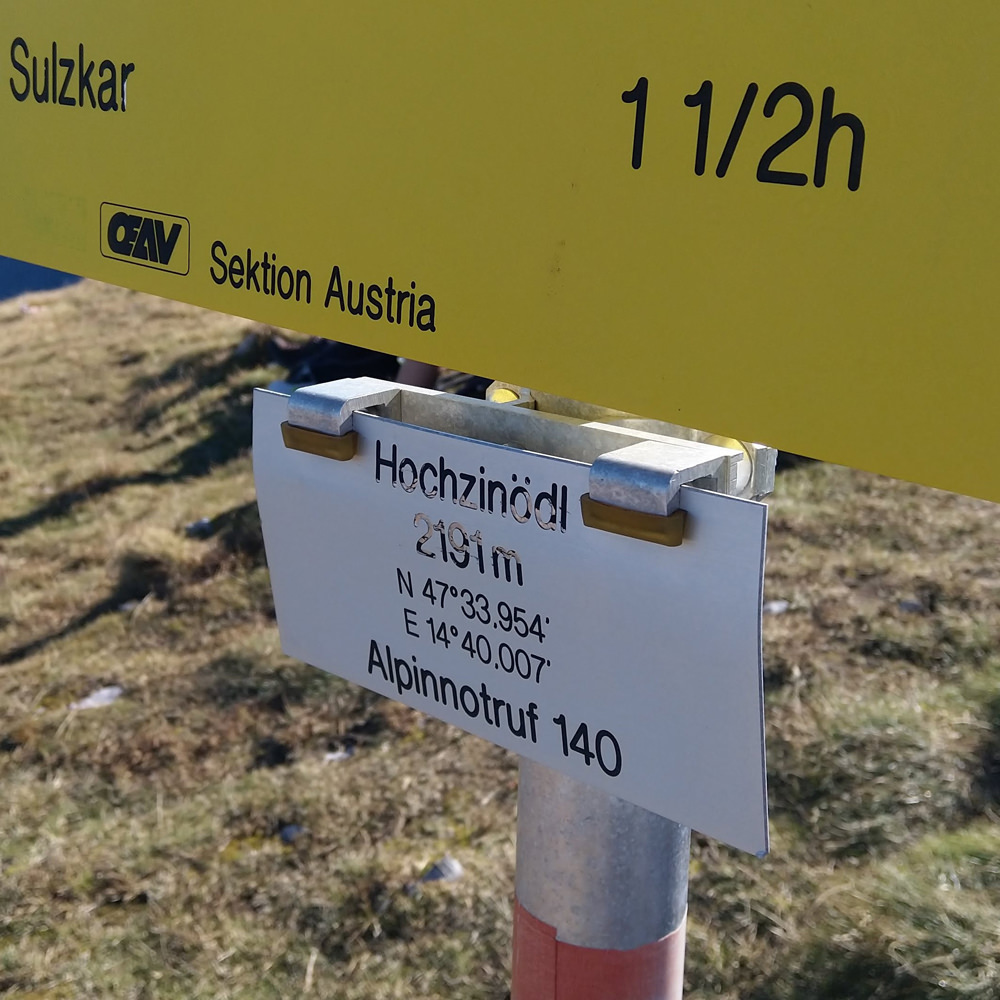 Sulzkar 1 1/2h
ŒAV Sektion Austria
Hochzinödl
2191m
N 47°33.954'
E 14°40.007'
Alpinnotruf 140